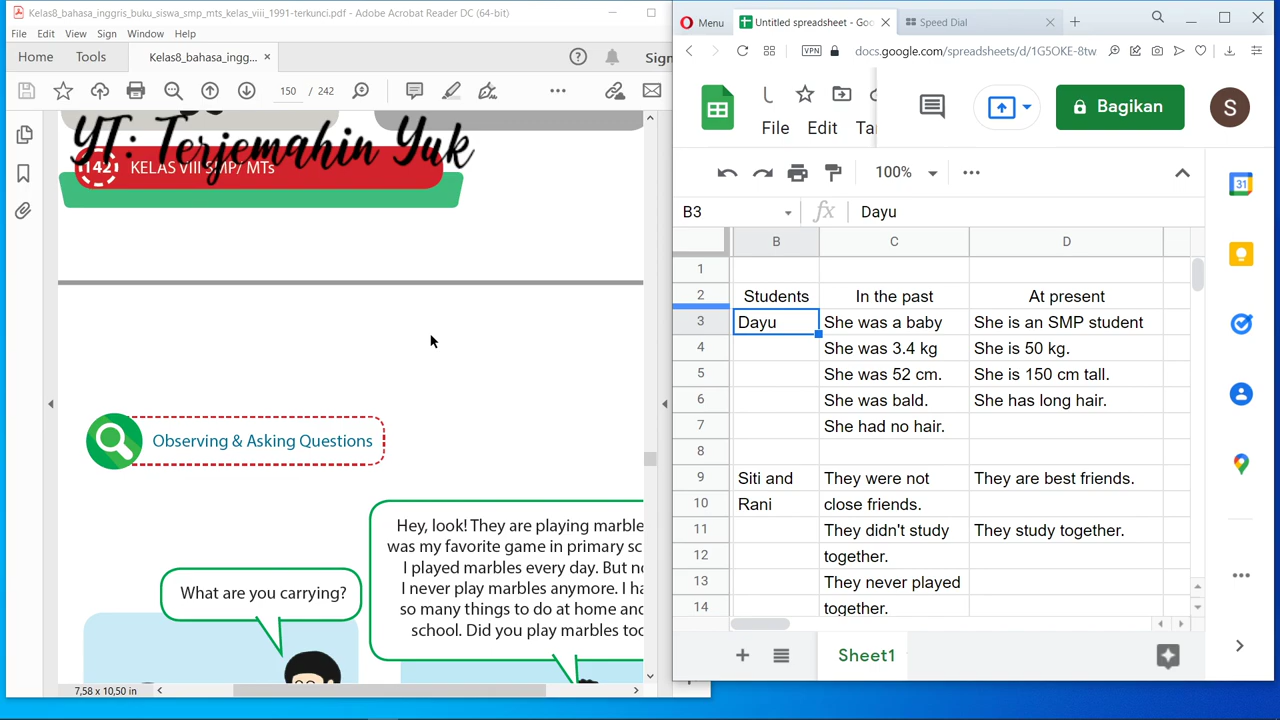 Kelas8_bahasa_inggris_buku_siswa_smp_mts_kelas_viii_1991-terkunci.pdf - Adobe Acrobat Reader DC (64-bit)
File Edit View Sign Window Help
Home Tools Kelas8_bahasa_ingg... ×
150 / 242
YT: Terjemahin Yuk
142 KELAS VIII SMP/ MTs
Observing & Asking Questions
Hey, look! They are playing marble
was my favorite game in primary sc
I played marbles every day. But no
I never play marbles anymore. I ha
so many things to do at home and
school. Did you play marbles too
What are you carrying?
7,58 x 10,50 in
Menu Untitled spreadsheet - Goo Speed Dial
VPN docs.google.com/spreadsheets/d/1G5OKE-8tw
File Edit Ta
Bagikan
S
100%
B3 fx Dayu
31
B C D
1
2 Students In the past At present
3 Dayu She was a baby She is an SMP student
4 She was 3.4 kg She is 50 kg.
5 She was 52 cm. She is 150 cm tall.
6 She was bald. She has long hair.
7 She had no hair.
8
9 Siti and They were not They are best friends.
10 Rani close friends.
11 They didn't study They study together.
12 together.
13 They never played
14 together.
Sheet1